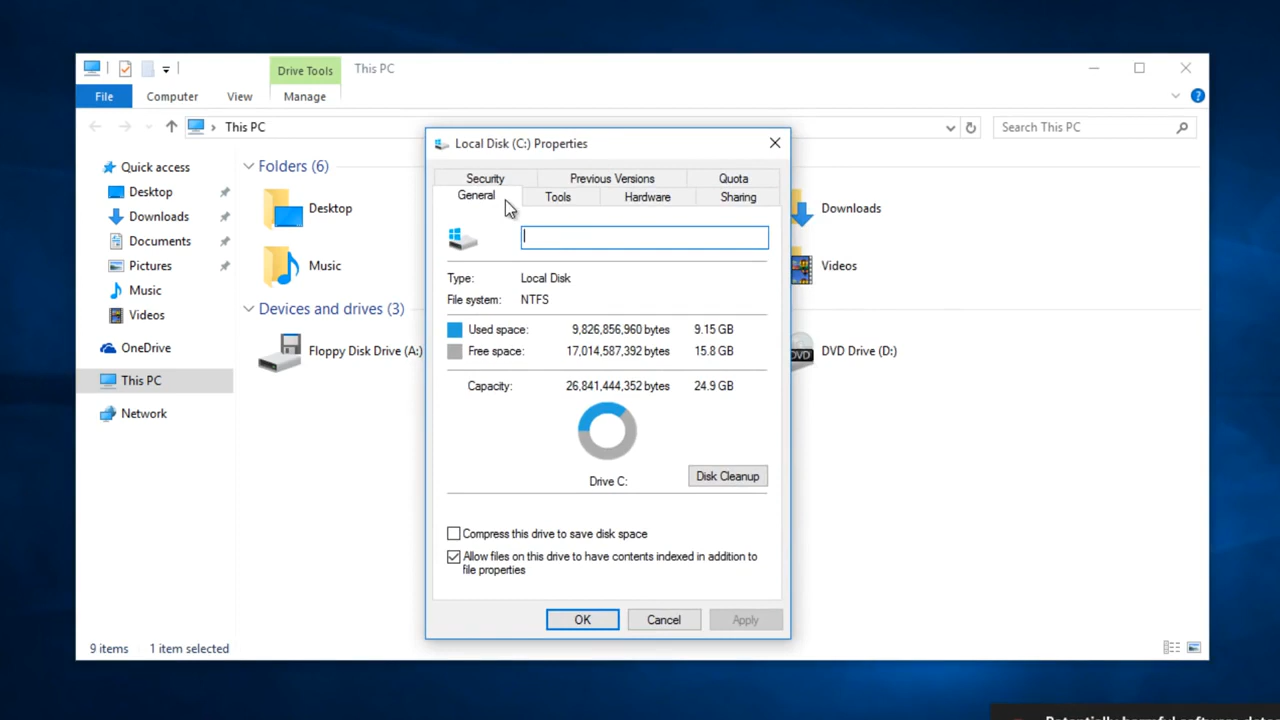 Drive Tools
This PC
File
Computer
View
Manage
This PC
Search This PC
Quick access
Desktop
Downloads
Documents
Pictures
Music
Videos
OneDrive
This PC
Network
Folders (6)
Desktop
Music
Downloads
Videos
Devices and drives (3)
Floppy Disk Drive (A:)
DVD Drive (D:)
DVD
Local Disk (C:) Properties
Security
Previous Versions
Quota
General
Tools
Hardware
Sharing
Type: Local Disk
File system: NTFS
Used space: 9,826,856,960 bytes 9.15 GB
Free space: 17,014,587,392 bytes 15.8 GB
Capacity: 26,841,444,352 bytes 24.9 GB
Drive C:
Disk Cleanup
Compress this drive to save disk space
Allow files on this drive to have contents indexed in addition to
file properties
OK
Cancel
Apply
9 items 1 item selected